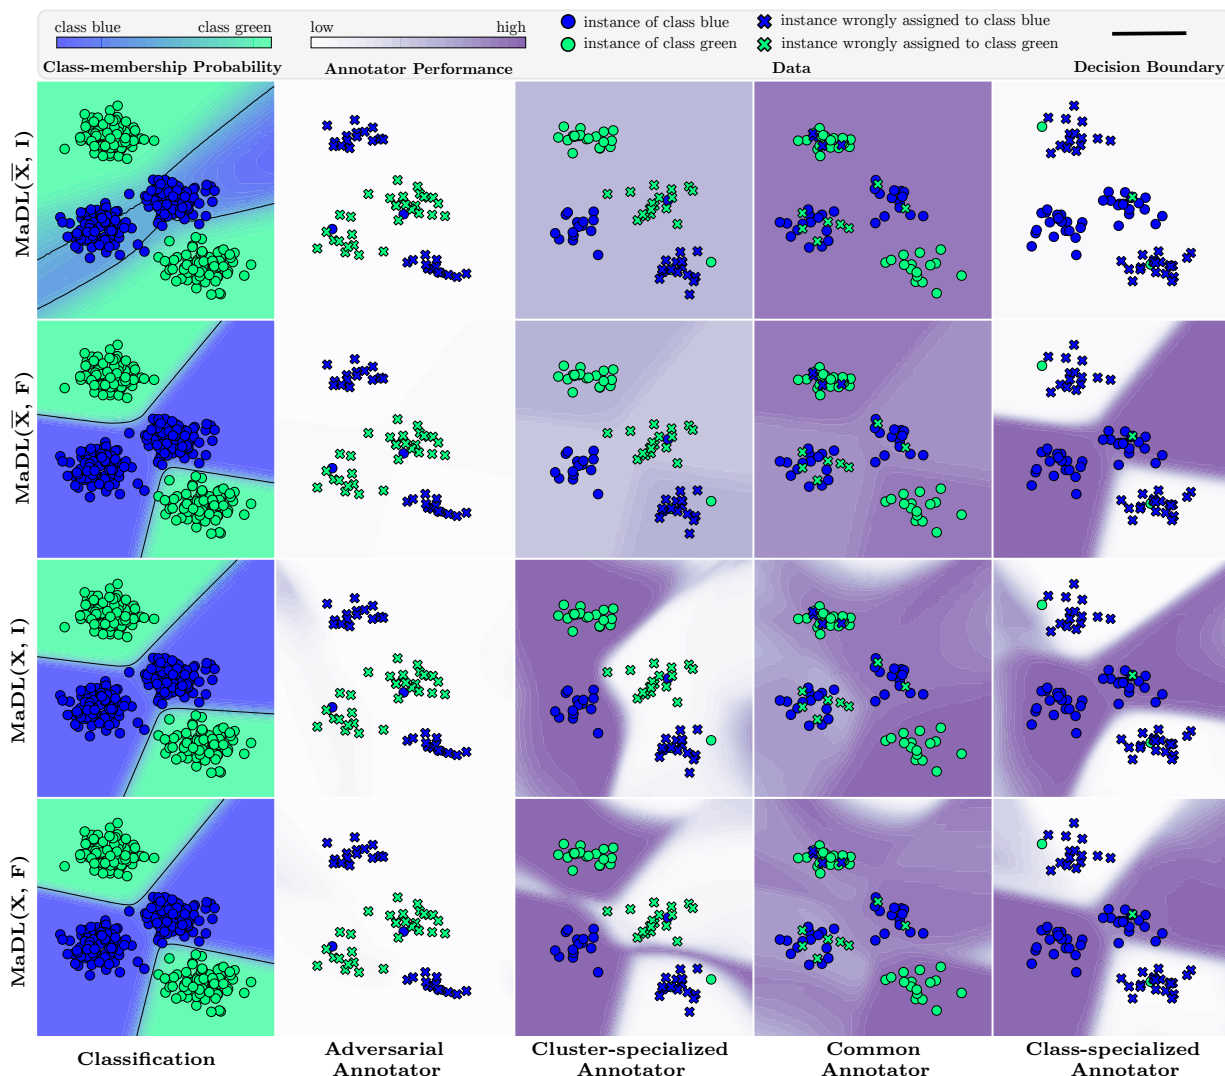 class blue class green
Class-membership Probability
low high
Annotator Performance
instance of class blue
instance of class green
instance wrongly assigned to class blue
instance wrongly assigned to class green
Data
Decision Boundary
MaDL(X̅, I)
MaDL(X̅, F)
MaDL(X, I)
MaDL(X, F)
Classification
Adversarial
Annotator
Cluster-specialized
Annotator
Common
Annotator
Class-specialized
Annotator